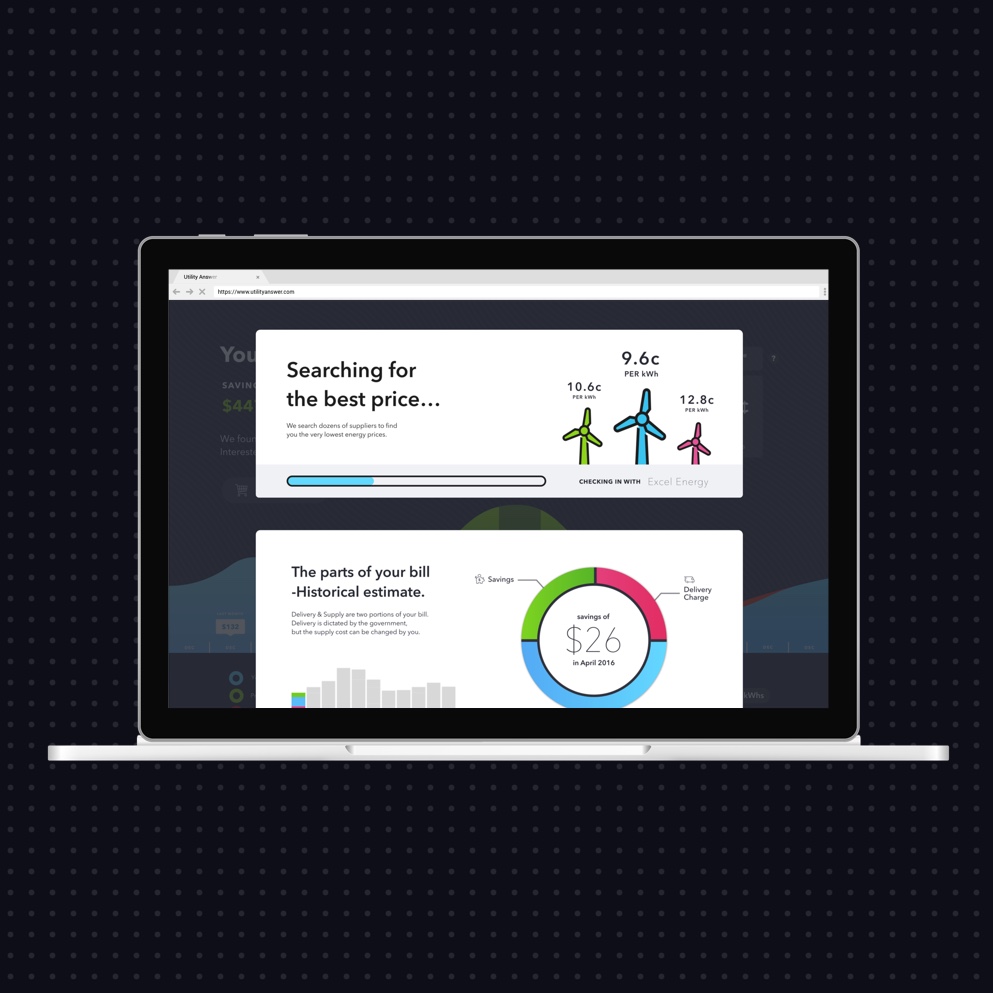 Utility Answer
https://www.utilityanswer.com
You
SAVING
$44
?
We foun
Intereste
Searching for
the best price...
We search dozens of suppliers to find
you the very lowest energy prices.
10.6c
PER kWh
9.6c
PER kWh
12.8c
PER kWh
CHECKING IN WITH Excel Energy
The parts of your bill
-Historical estimate.
Delivery & Supply are two portions of your bill.
Delivery is dictated by the government,
but the supply cost can be changed by you.
Savings
Delivery
Charge
savings of
$26
in April 2016
$120
kWhs